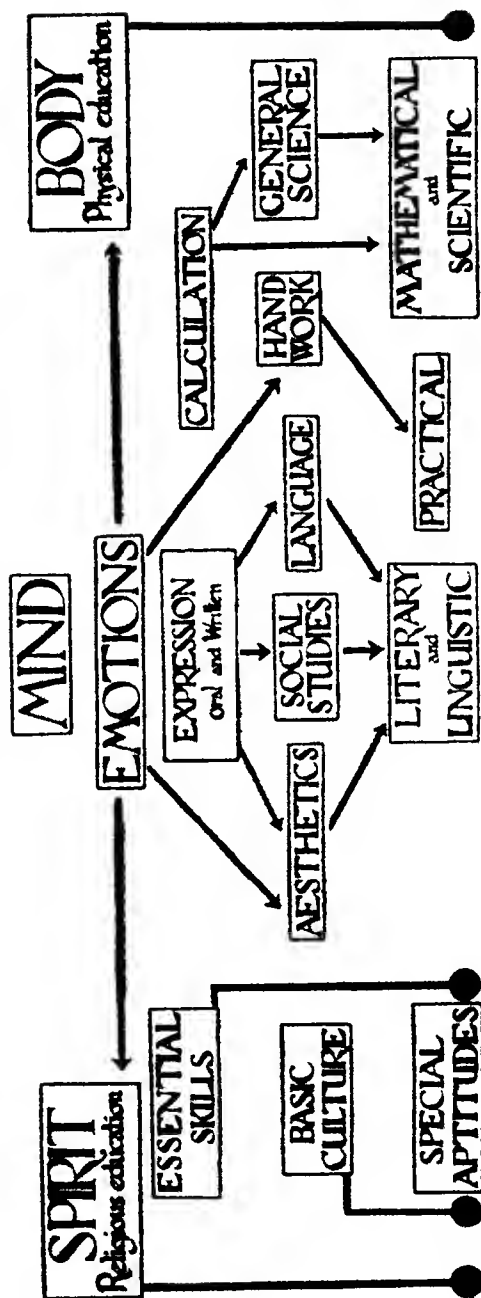 MIND
SPIRIT
Religious education
EMOTIONS
BODY
Physical education
ESSENTIAL
SKILLS
EXPRESSION
Oral and Written
CALCULATION
BASIC
CULTURE
AESTHETICS
SOCIAL
STUDIES
LANGUAGE
HAND
WORK
GENERAL
SCIENCE
SPECIAL
APTITUDES
LITERARY
and
LINGUISTIC
PRACTICAL
MATHEMATICAL
and
SCIENTIFIC